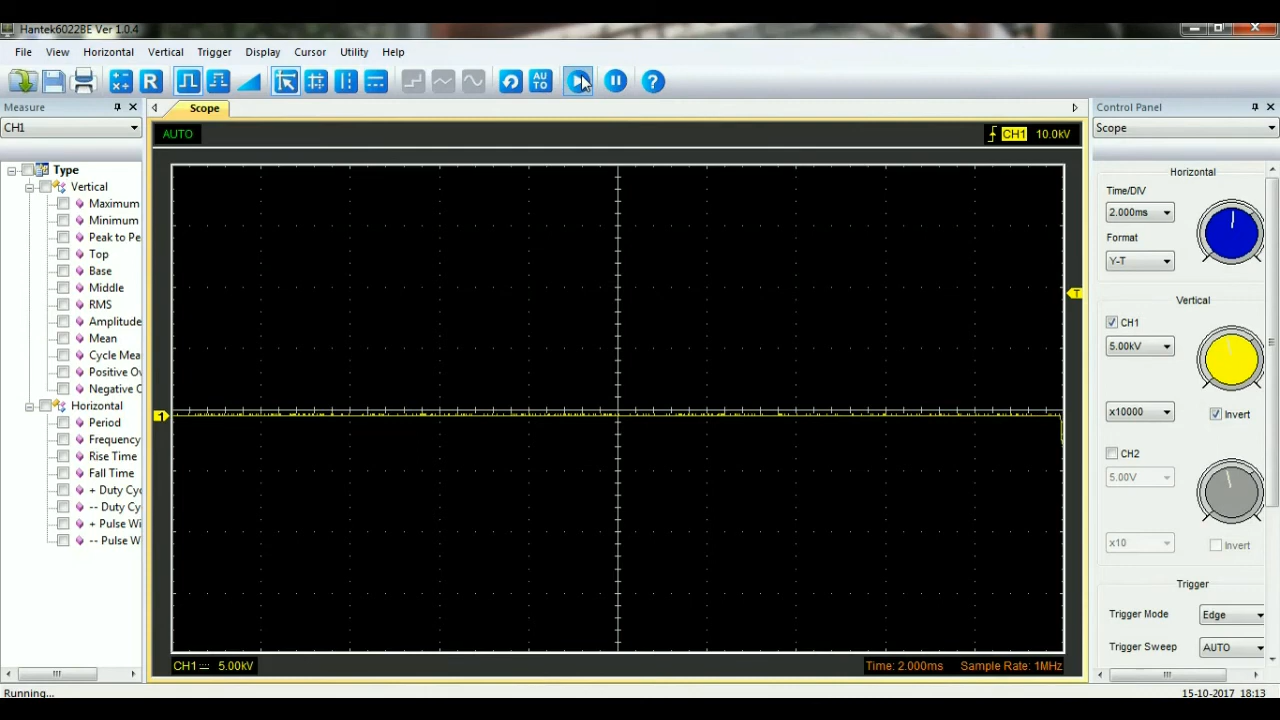 Hantek6022BE Ver 1.0.4
File View Horizontal Vertical Trigger Display Cursor Utility Help
R AU TO ?
Measure
CH1
Type
Vertical
Maximum
Minimum
Peak to Pe
Top
Base
Middle
RMS
Amplitude
Mean
Cycle Mea
Positive Ov
Negative O
Horizontal
Period
Frequency
Rise Time
Fall Time
+ Duty Cyc
-- Duty Cy
+ Pulse Wi
-- Pulse W
Scope
AUTO
CH1 10.0kV
T
1
CH1 5.00kV
Time: 2.000ms Sample Rate: 1MHz
Control Panel
Scope
Horizontal
Time/DIV
2.000ms
Format
Y-T
Vertical
CH1
5.00kV
x10000
Invert
CH2
5.00V
x10
Invert
Trigger
Trigger Mode Edge
Trigger Sweep AUTO
Running...
15-10-2017 18:13